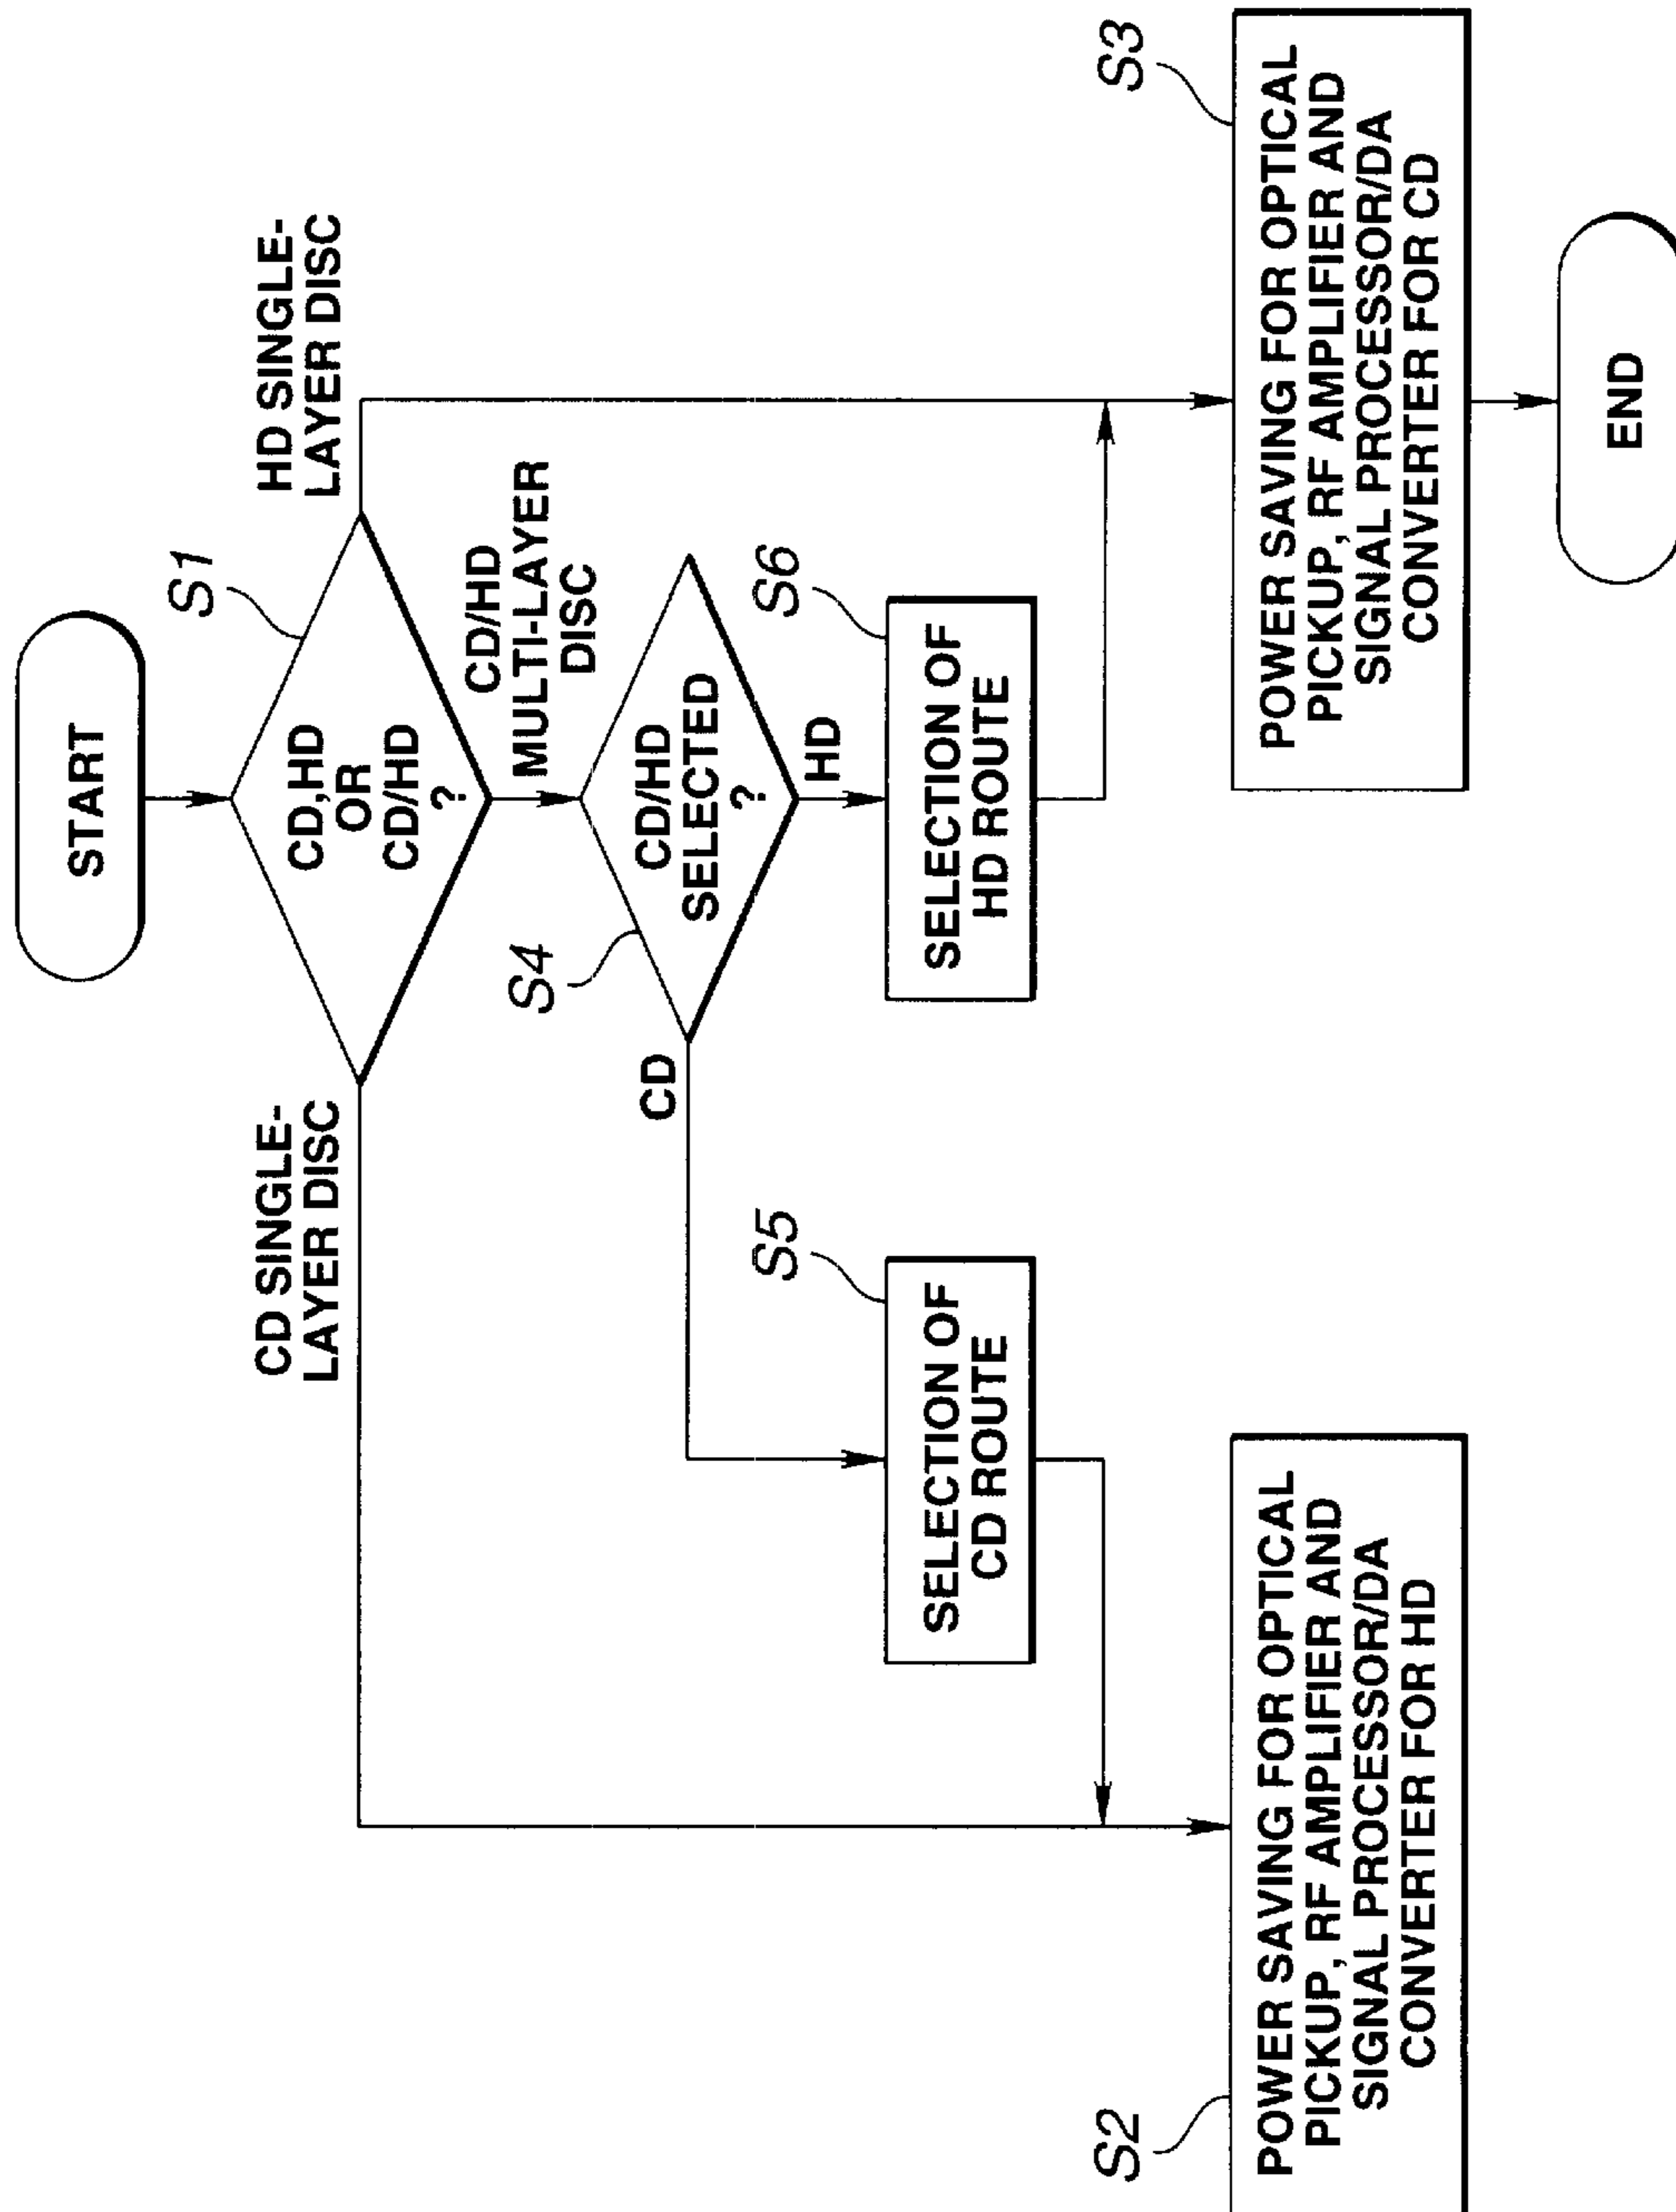 START
S1
CD,HD
OR
CD/HD
?
CD SINGLE-
LAYER DISC
HD SINGLE-
LAYER DISC
CD/HD
MULTI-LAYER
DISC
S4
CD/HD
SELECTED
?
CD
HD
S5
SELECTION OF
CD ROUTE
S6
SELECTION OF
HD ROUTE
S2
POWER SAVING FOR OPTICAL
PICKUP, RF AMPLIFIER AND
SIGNAL PROCESSOR/DA
CONVERTER FOR HD
S3
POWER SAVING FOR OPTICAL
PICKUP, RF AMPLIFIER AND
SIGNAL PROCESSOR/DA
CONVERTER FOR CD
END